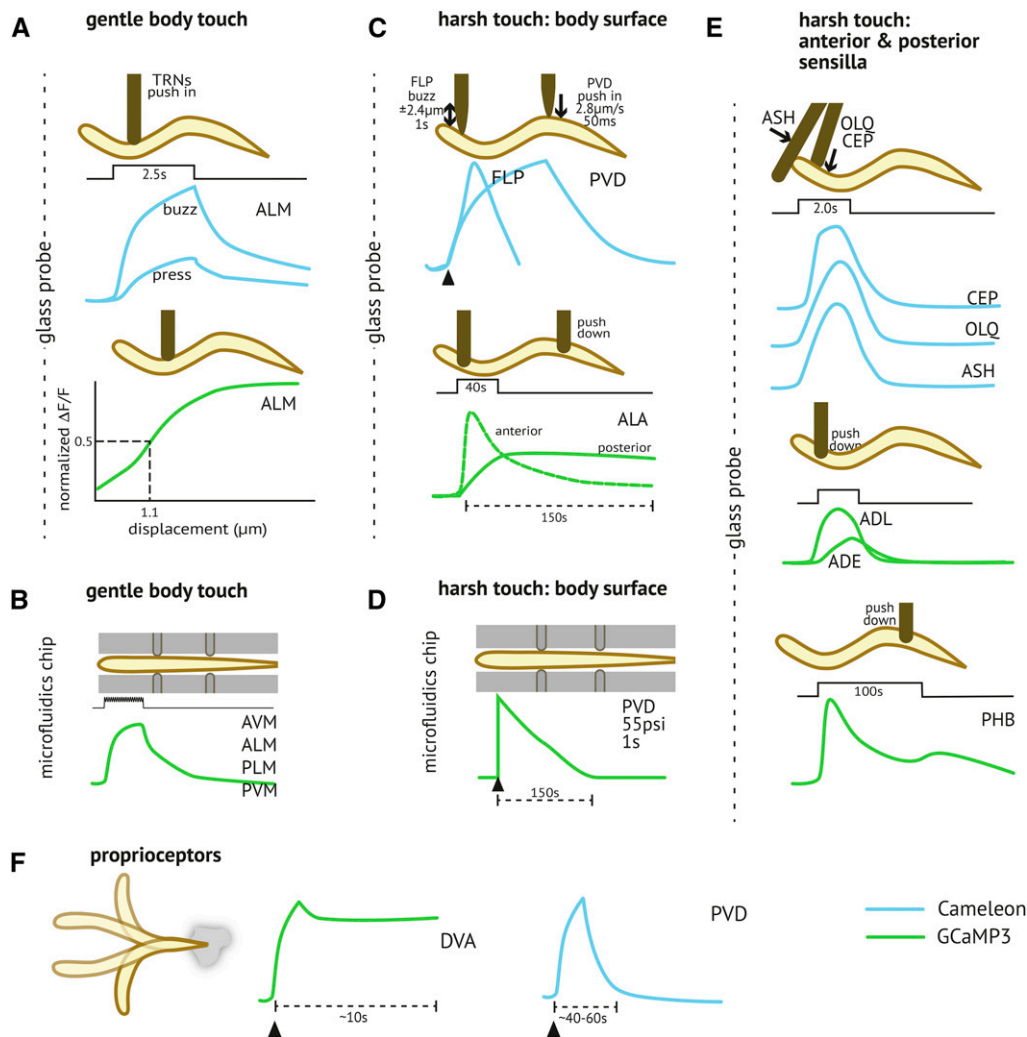 A
gentle body touch
glass probe
TRNs
push in
2.5s
buzz
ALM
press
ALM
normalized ΔF/F
0.5
1.1
displacement (µm)
B
gentle body touch
microfluidics chip
AVM
ALM
PLM
PVM
C
harsh touch: body surface
glass probe
FLP
buzz
±2.4µm
1s
PVD
push in
2.8µm/s
50ms
FLP
PVD
push
down
40s
ALA
anterior
posterior
150s
D
harsh touch: body surface
microfluidics chip
PVD
55psi
1s
150s
E
harsh touch:
anterior & posterior
sensilla
glass probe
ASH
OLQ
CEP
2.0s
CEP
OLQ
ASH
push
down
ADL
ADE
push
down
100s
PHB
F
proprioceptors
DVA
~10s
PVD
~40-60s
Cameleon
GCaMP3